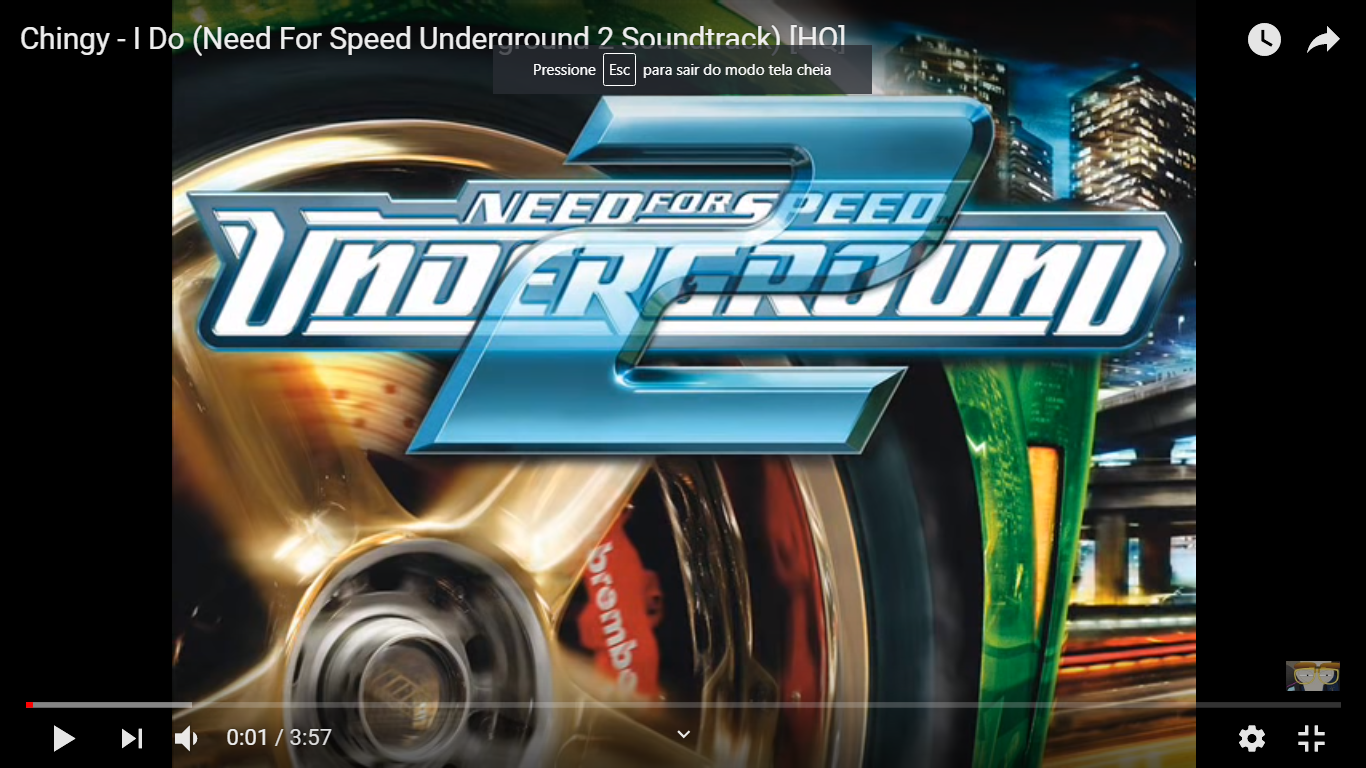 Chingy - I Do (Need For Speed Underground 2 Soundtrack) [HQ]
Pressione Esc para sair do modo tela cheia
NEED FOR SPEED
UNDERGROUND
2
brembo
0:01 / 3:57